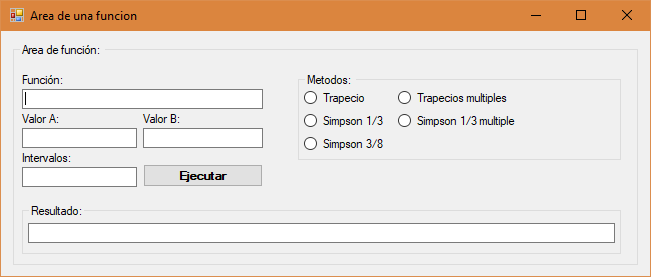 Area de una funcion
Area de función:
Función:
Valor A: Valor B:
Intervalos:
Ejecutar
Metodos:
Trapecio Trapecios multiples
Simpson 1/3 Simpson 1/3 multiple
Simpson 3/8
Resultado: